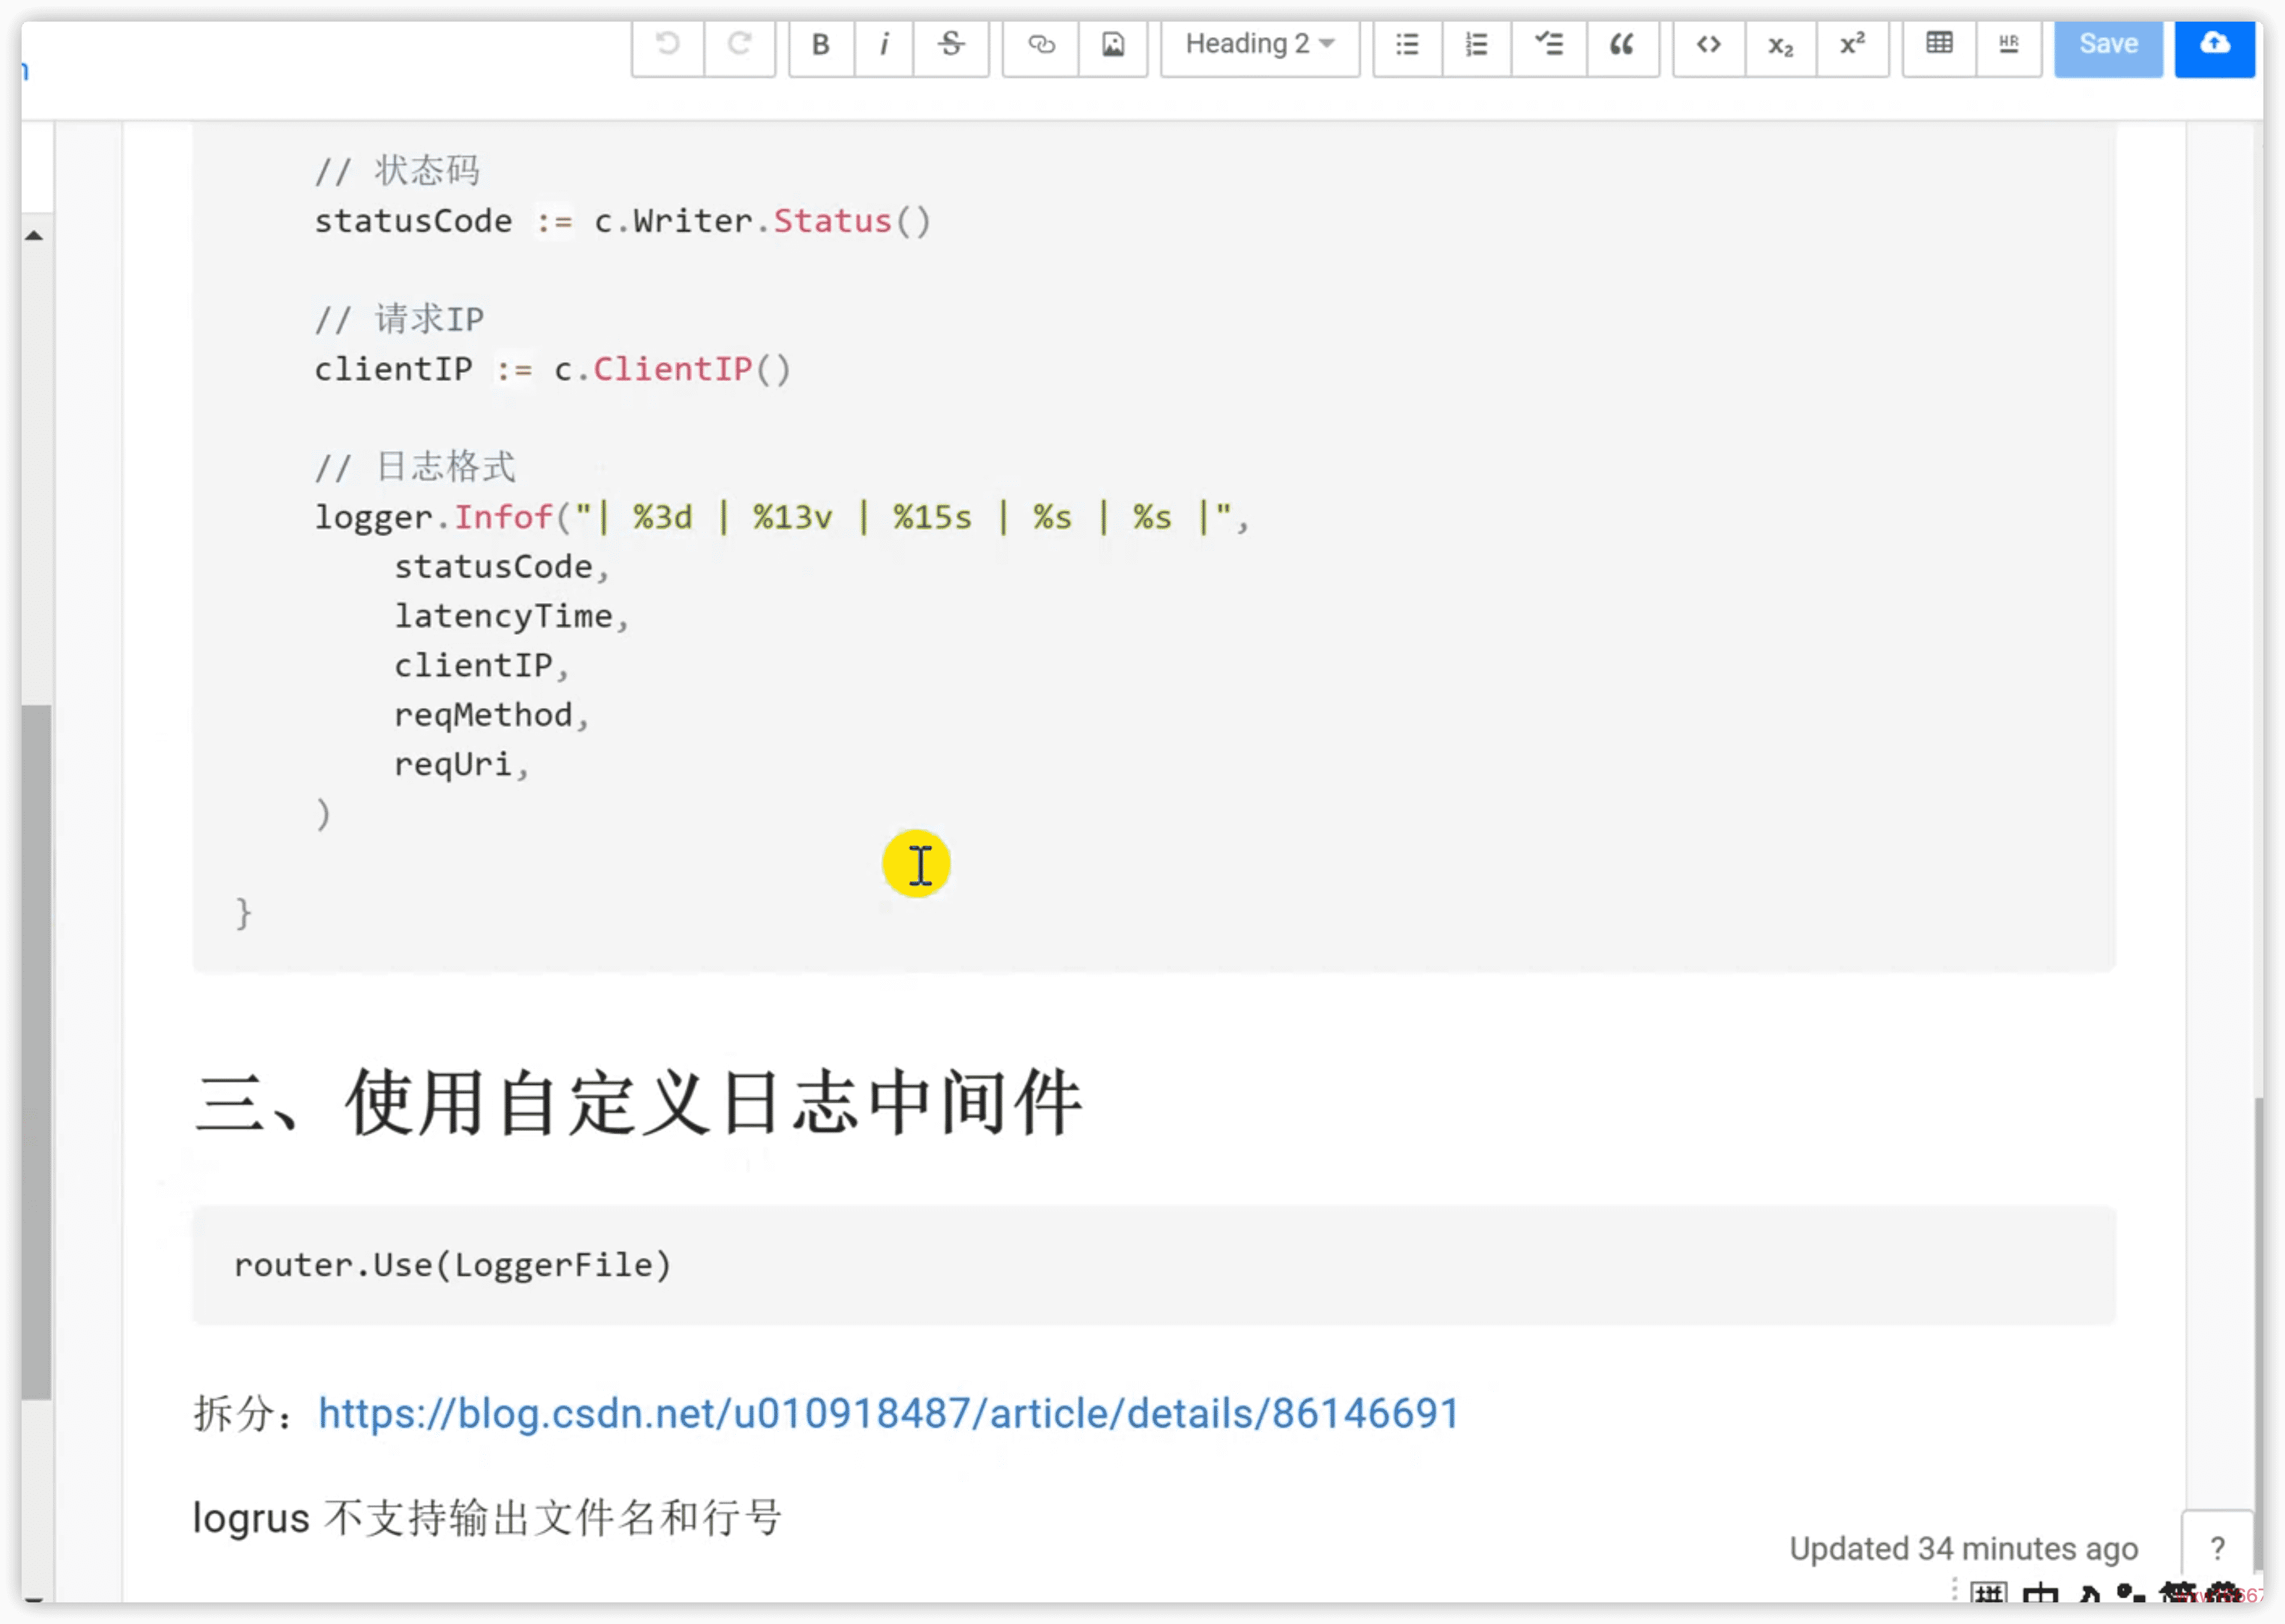 B i S Heading 2 “ <> x₂ x² HR Save
// 状态码
statusCode := c.Writer.Status()
// 请求IP
clientIP := c.ClientIP()
// 日志格式
logger.Infof("| %3d | %13v | %15s | %s | %s |",
statusCode,
latencyTime,
clientIP,
reqMethod,
reqUri,
)
}
三、使用自定义日志中间件
router.Use(LoggerFile)
拆分：https://blog.csdn.net/u010918487/article/details/86146691
logrus 不支持输出文件名和行号
Updated 34 minutes ago ?